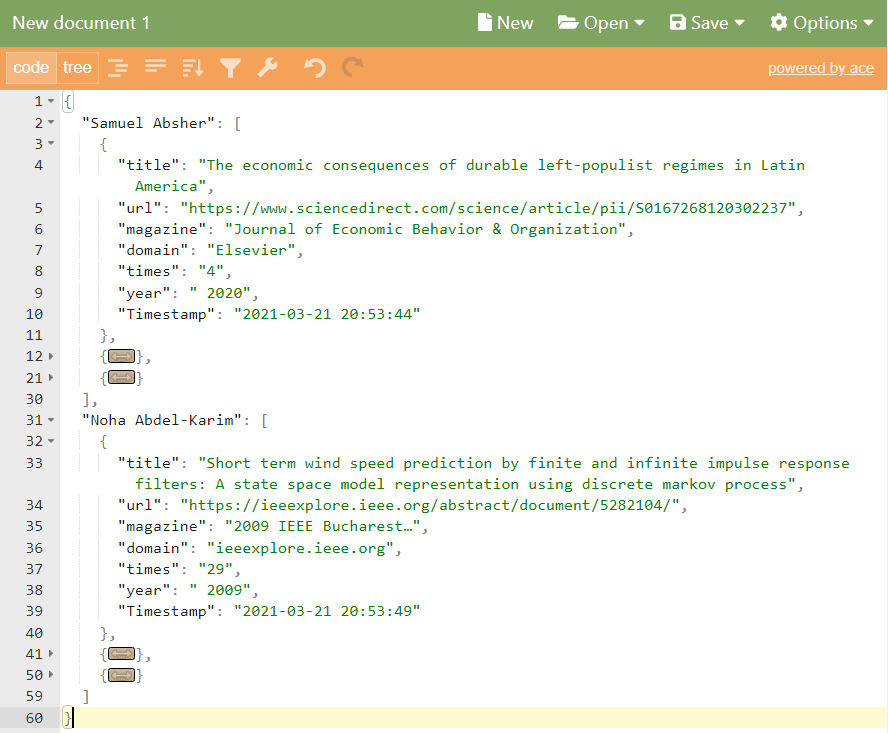 New document 1 New Open Save Options
code tree powered by ace
1 {
2 "Samuel Absher": [
3 {
4 "title": "The economic consequences of durable left-populist regimes in Latin
America",
5 "url": "https://www.sciencedirect.com/science/article/pii/S0167268120302237",
6 "magazine": "Journal of Economic Behavior & Organization",
7 "domain": "Elsevier",
8 "times": "4",
9 "year": " 2020",
10 "Timestamp": "2021-03-21 20:53:44"
11 },
12 {},
21 {}
30 ],
31 "Noha Abdel-Karim": [
32 {
33 "title": "Short term wind speed prediction by finite and infinite impulse response
filters: A state space model representation using discrete markov process",
34 "url": "https://ieeexplore.ieee.org/abstract/document/5282104/",
35 "magazine": "2009 IEEE Bucharest…",
36 "domain": "ieeexplore.ieee.org",
37 "times": "29",
38 "year": " 2009",
39 "Timestamp": "2021-03-21 20:53:49"
40 },
41 {},
50 {}
59 ]
60 }